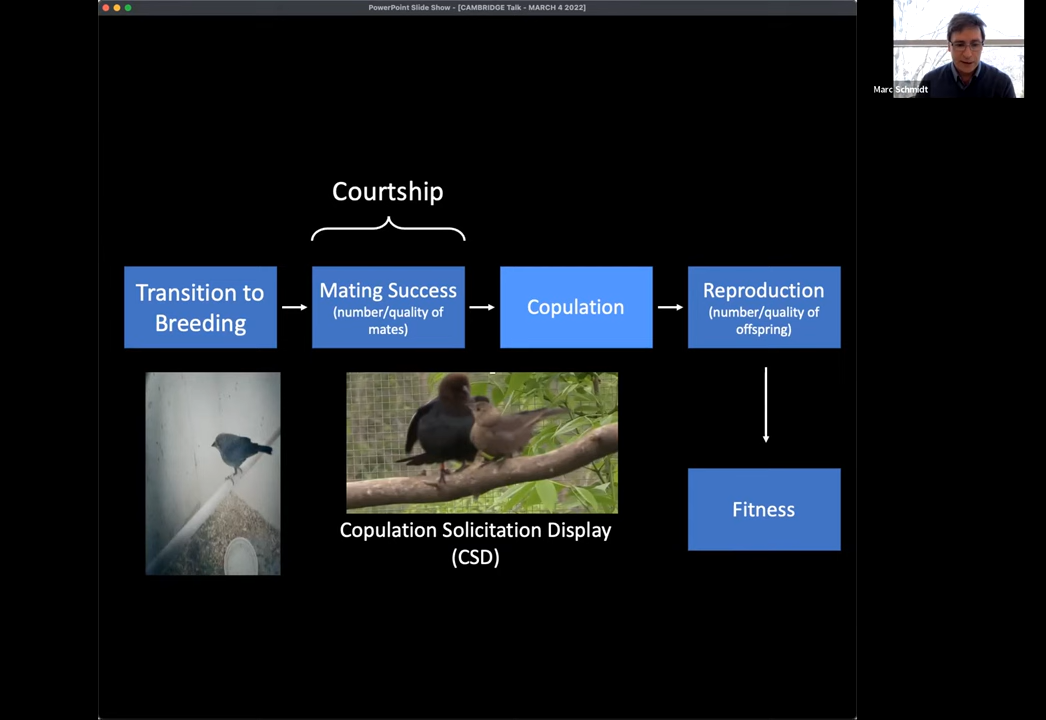 PowerPoint Slide Show - [CAMBRIDGE Talk - MARCH 4 2022]
Marc Schmidt
Courtship
Transition to
Breeding
Mating Success
(number/quality of
mates)
Copulation
Reproduction
(number/quality of
offspring)
Copulation Solicitation Display
(CSD)
Fitness